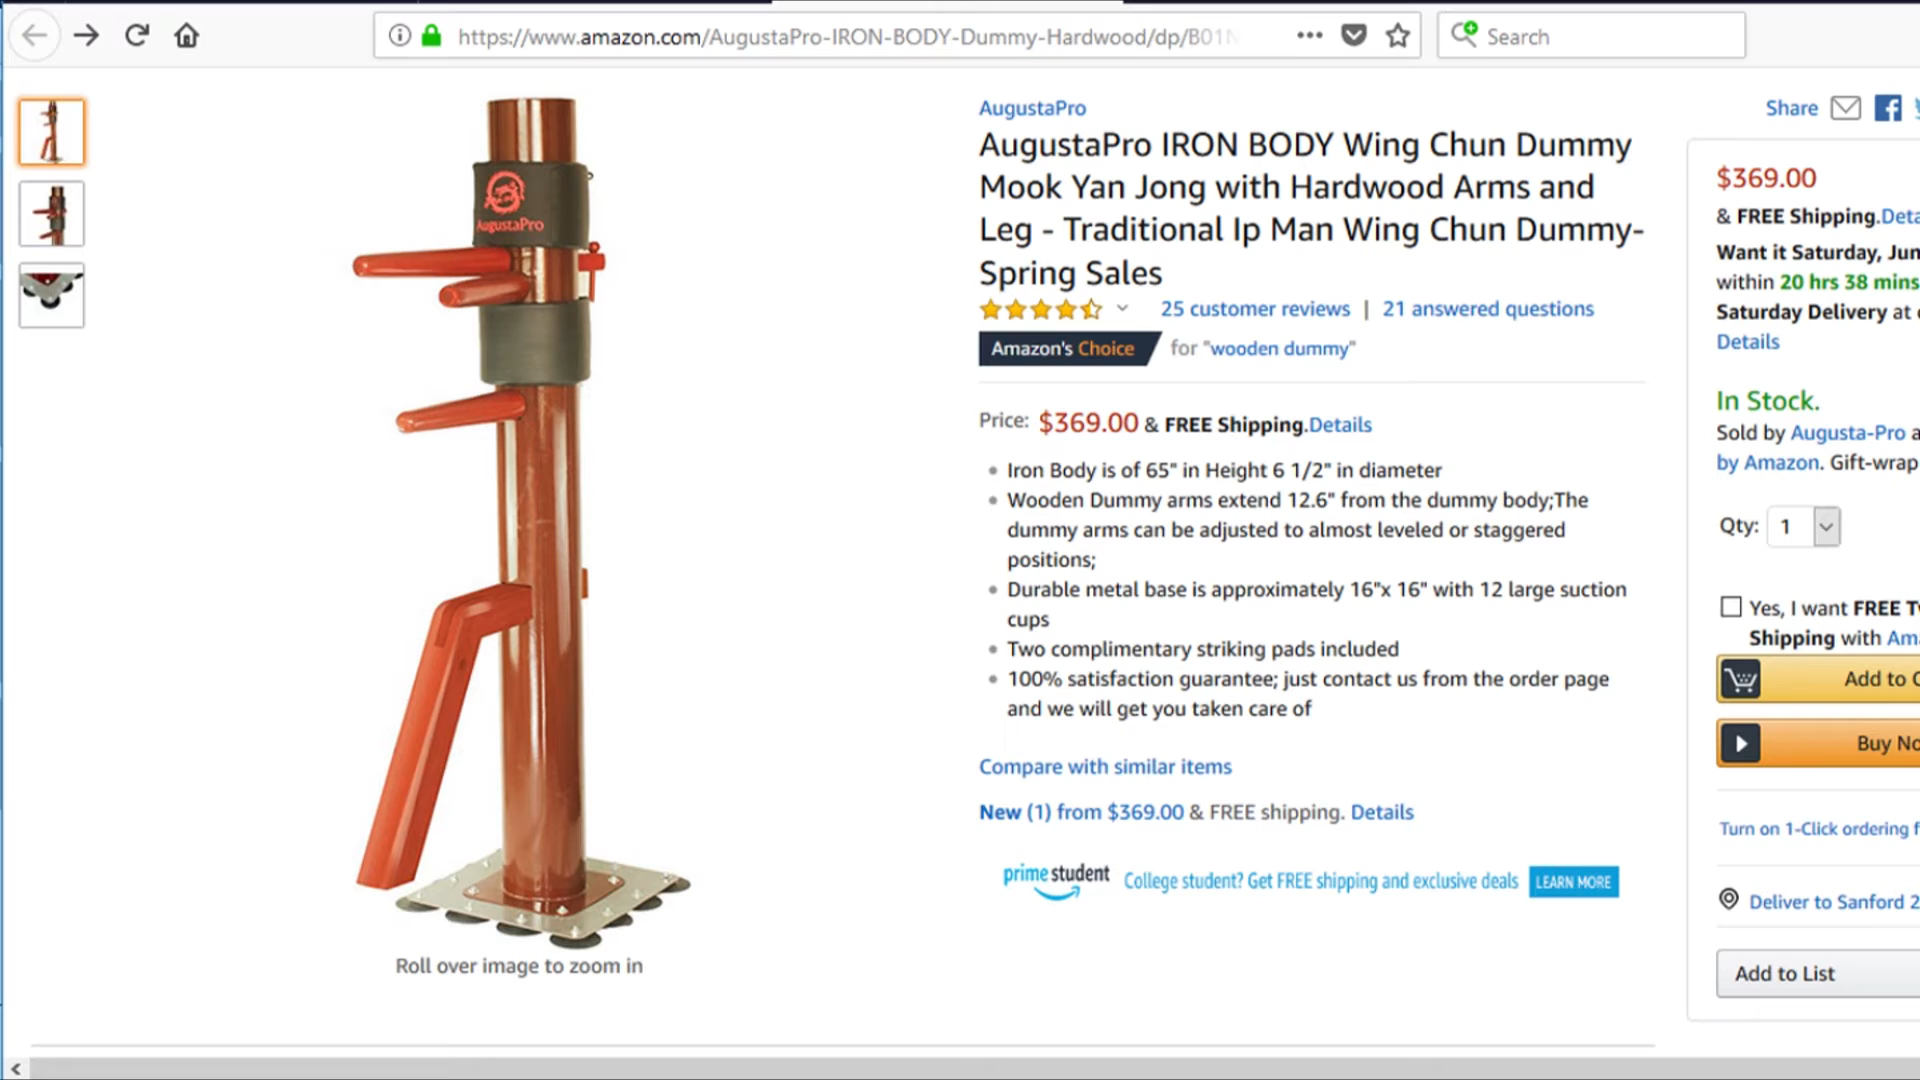 https://www.amazon.com/AugustaPro-IRON-BODY-Dummy-Hardwood/dp/B01
Search
AugustaPro
AugustaPro
AugustaPro IRON BODY Wing Chun Dummy
Mook Yan Jong with Hardwood Arms and
Leg - Traditional Ip Man Wing Chun Dummy-
Spring Sales
25 customer reviews | 21 answered questions
Amazon's Choice for "wooden dummy"
Price: $369.00 & FREE Shipping.Details
Iron Body is of 65" in Height 6 1/2" in diameter
Wooden Dummy arms extend 12.6" from the dummy body;The
dummy arms can be adjusted to almost leveled or staggered
positions;
Durable metal base is approximately 16"x 16" with 12 large suction
cups
Two complimentary striking pads included
100% satisfaction guarantee; just contact us from the order page
and we will get you taken care of
Compare with similar items
New (1) from $369.00 & FREE shipping. Details
prime student College student? Get FREE shipping and exclusive deals LEARN MORE
Roll over image to zoom in
Share
$369.00
& FREE Shipping.
Want it Saturday,
within 20 hrs 38 mins
Saturday Delivery at
Details
In Stock.
Sold by Augusta-Pro
by Amazon. Gift-wrap
Qty: 1
Yes, I want FREE
Shipping with
Add to
Buy
Turn on 1-Click ordering
Deliver to Sanford 2
Add to List